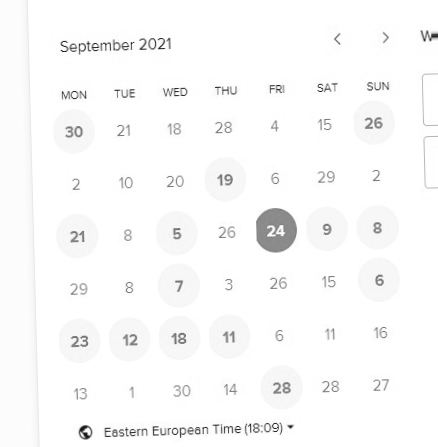 September 2021
MON TUE WED THU FRI SAT SUN
30 21 18 28 4 15 26
2 10 20 19 6 29 2
21 8 5 26 24 9 8
29 8 7 3 26 15 6
23 12 18 11 6 11 16
13 1 30 14 28 28 27
Eastern European Time (18:09)